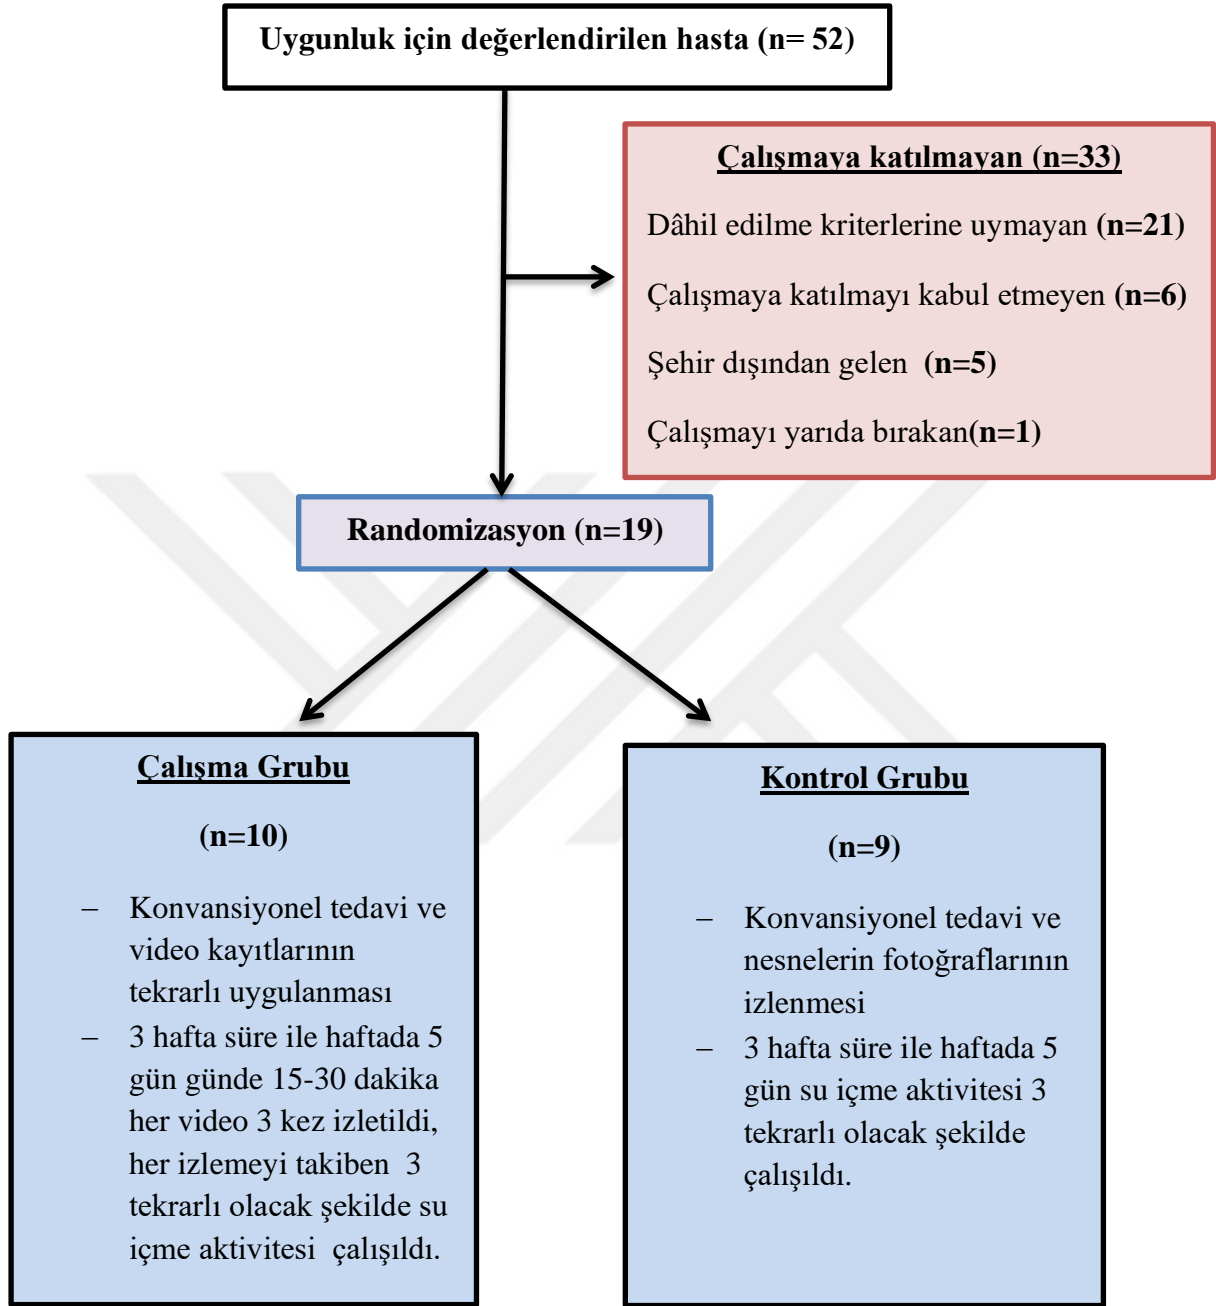 Uygunluk için değerlendirilen hasta (n= 52)
Çalışmaya katılmayan (n=33)
Dâhil edilme kriterlerine uymayan (n=21)
Çalışmaya katılmayı kabul etmeyen (n=6)
Şehir dışından gelen (n=5)
Çalışmayı yarıda bırakan(n=1)
Randomizasyon (n=19)
Çalışma Grubu
(n=10)
– Konvansiyonel tedavi ve
video kayıtlarının
tekrarlı uygulanması
– 3 hafta süre ile haftada 5
gün günde 15-30 dakika
her video 3 kez izletildi,
her izlemeyi takiben 3
tekrarlı olacak şekilde su
içme aktivitesi çalışıldı.
Kontrol Grubu
(n=9)
– Konvansiyonel tedavi ve
nesnelerin fotoğraflarının
izlenmesi
– 3 hafta süre ile haftada 5
gün su içme aktivitesi 3
tekrarlı olacak şekilde
çalışıldı.